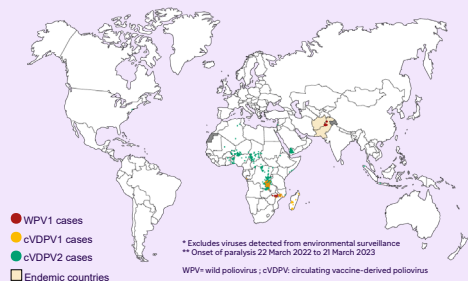 WPV1 cases
cVDPV1 cases
cVDPV2 cases
Endemic countries
* Excludes viruses detected from environmental surveillance
** Onset of paralysis 22 March 2022 to 21 March 2023
WPV= wild poliovirus ; cVDPV: circulating vaccine-derived poliovirus